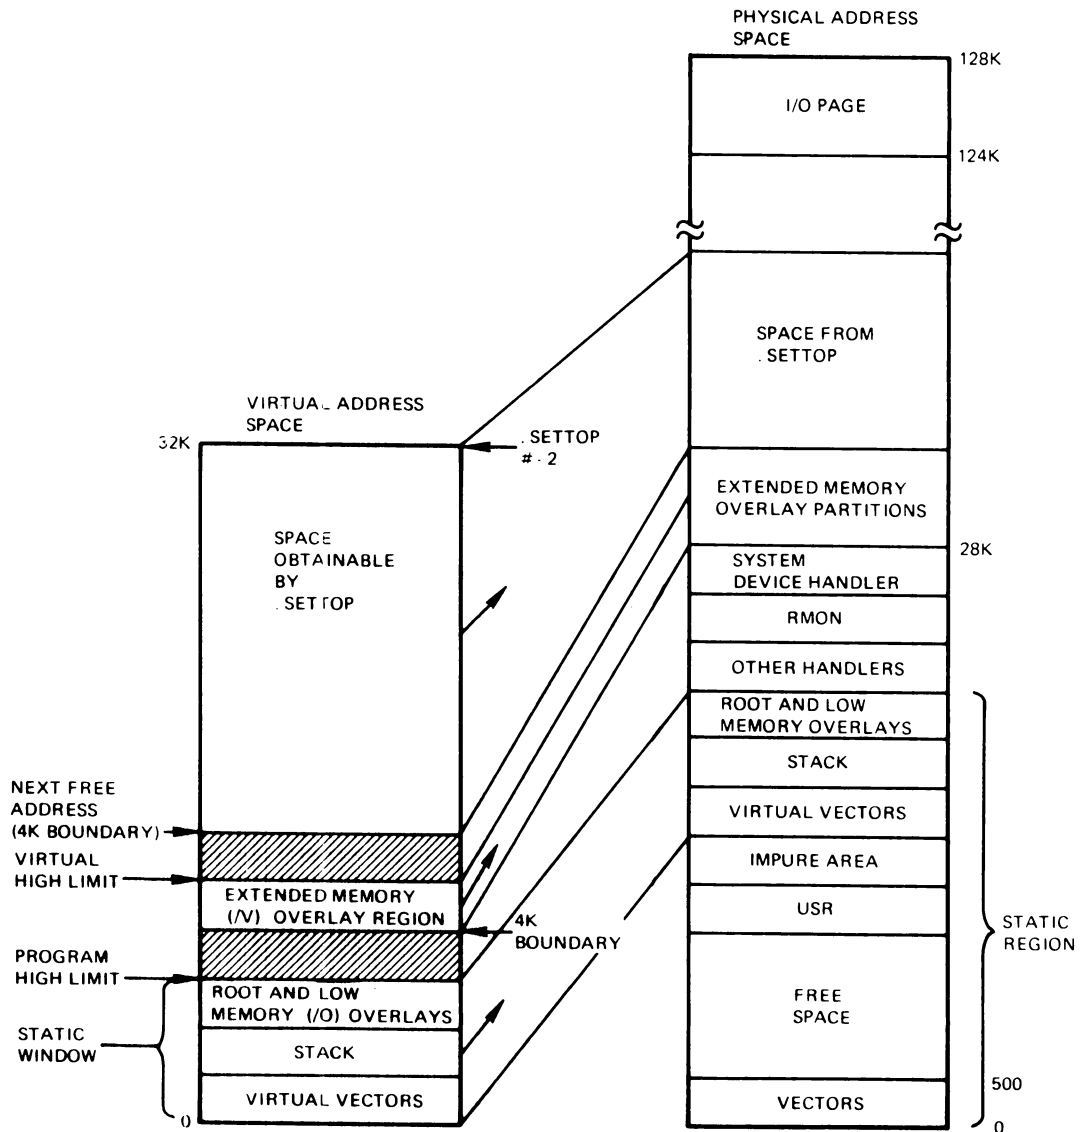 PHYSICAL ADDRESS
SPACE
128K
I/O PAGE
124K
SPACE FROM
.SETTOP
EXTENDED MEMORY
OVERLAY PARTITIONS
28K
SYSTEM
DEVICE HANDLER
RMON
OTHER HANDLERS
ROOT AND LOW
MEMORY OVERLAYS
STACK
VIRTUAL VECTORS
IMPURE AREA
USR
STATIC
REGION
FREE
SPACE
500
VECTORS
0
VIRTUAL ADDRESS
SPACE
32K
.SETTOP
#-2
SPACE
OBTAINABLE
BY
.SETTOP
NEXT FREE
ADDRESS
(4K BOUNDARY)
VIRTUAL
HIGH LIMIT
EXTENDED MEMORY
(/V) OVERLAY REGION
4K
BOUNDARY
PROGRAM
HIGH LIMIT
ROOT AND LOW
MEMORY (/O) OVERLAYS
STATIC
WINDOW
STACK
VIRTUAL VECTORS
0